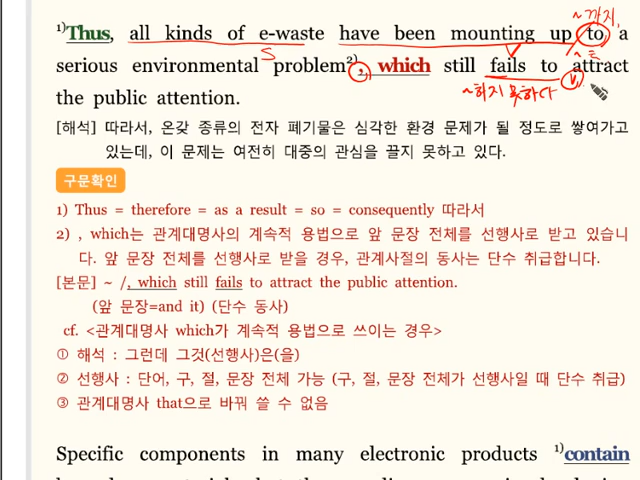 1)Thus, all kinds of e-waste have been mounting up to a
~까지,
S
V
~로
serious environmental problem2), which still fails to attract
~하지 못하다
V
the public attention.
[해석] 따라서, 온갖 종류의 전자 폐기물은 심각한 환경 문제가 될 정도로 쌓여가고
있는데, 이 문제는 여전히 대중의 관심을 끌지 못하고 있다.
구문확인
1) Thus = therefore = as a result = so = consequently 따라서
2) , which는 관계대명사의 계속적 용법으로 앞 문장 전체를 선행사로 받고 있습니
다. 앞 문장 전체를 선행사로 받을 경우, 관계사절의 동사는 단수 취급합니다.
[본문] ~ /, which still fails to attract the public attention.
(앞 문장=and it) (단수 동사)
cf. <관계대명사 which가 계속적 용법으로 쓰이는 경우>
① 해석 : 그런데 그것(선행사)은(을)
② 선행사 : 단어, 구, 절, 문장 전체 가능 (구, 절, 문장 전체가 선행사일 때 단수 취급)
③ 관계대명사 that으로 바꿔 쓸 수 없음
Specific components in many electronic products 1)contain